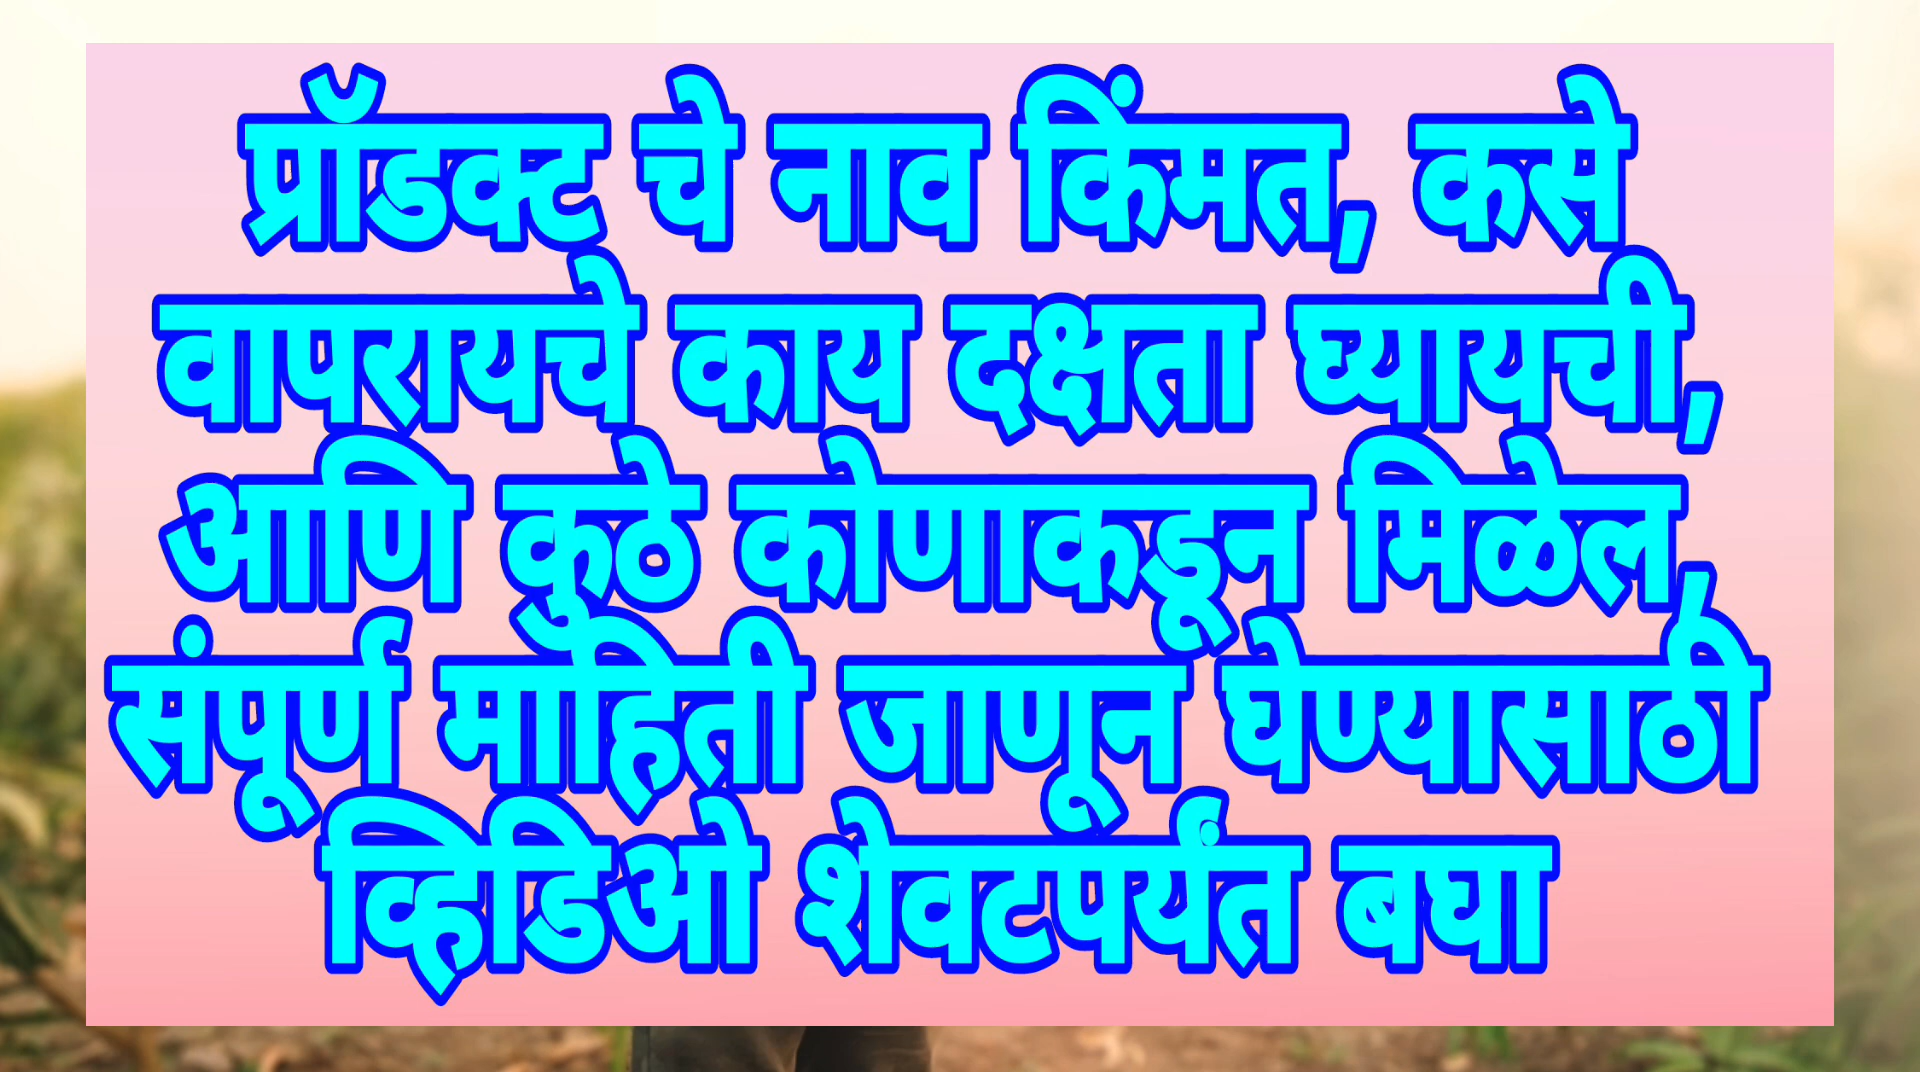 प्रॉडक्ट चे नाव किंमत, कसे
वापरायचे काय दक्षता घ्यायची,
आणि कुठे कोणाकडून मिळेल,
संपूर्ण माहिती जाणून घेण्यासाठी
व्हिडिओ शेवटपर्यंत बघा